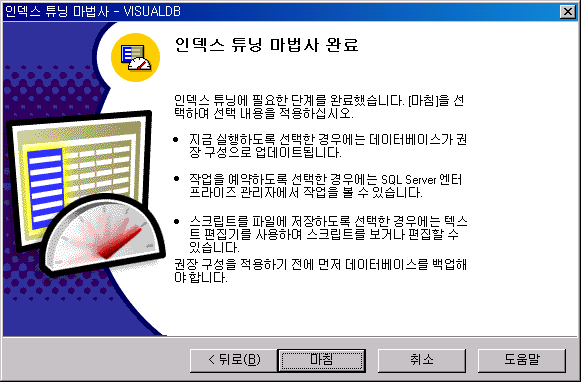 인덱스 튜닝 마법사 - VISUALDB
인덱스 튜닝 마법사 완료
인덱스 튜닝에 필요한 단계를 완료했습니다. [마침]을 선
택하여 선택 내용을 적용하십시오.
• 지금 실행하도록 선택한 경우에는 데이터베이스가 권
장 구성으로 업데이트됩니다.
• 작업을 예약하도록 선택한 경우에는 SQL Server 엔터
프라이즈 관리자에서 작업을 볼 수 있습니다.
• 스크립트를 파일에 저장하도록 선택한 경우에는 텍스
트 편집기를 사용하여 스크립트를 보거나 편집할 수
있습니다.
권장 구성을 적용하기 전에 먼저 데이터베이스를 백업해
야 합니다.
< 뒤로(B) 마침 취소 도움말